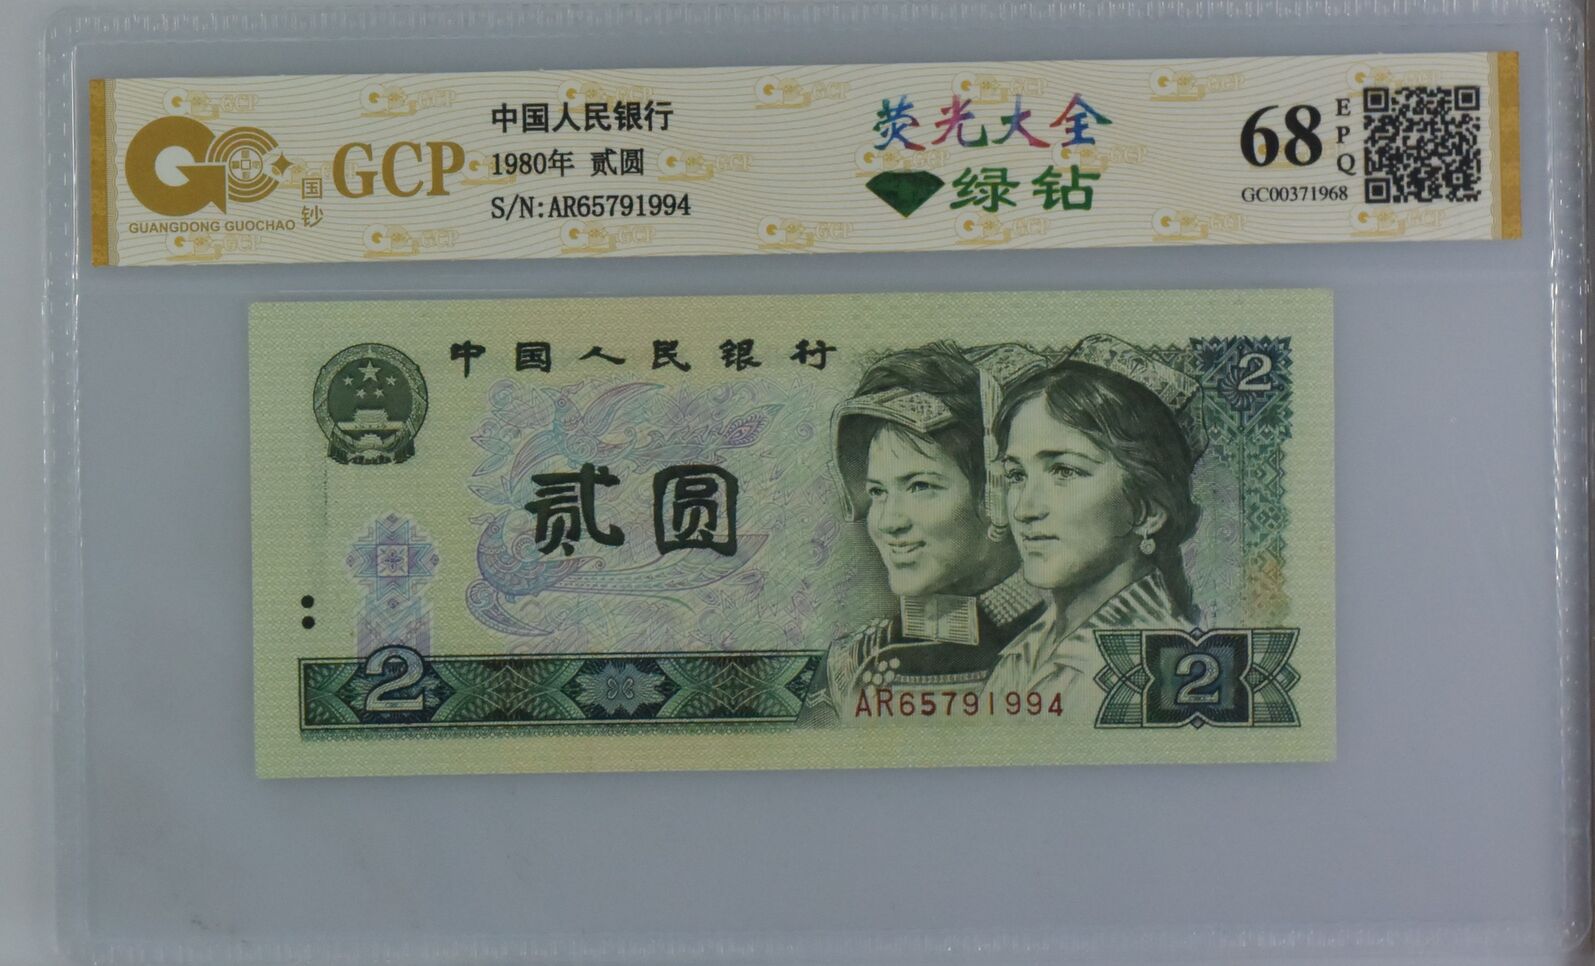 GCP
国钞
GUANGDONG GUOCHAO
中国人民银行
1980年 贰圆
S/N:AR65791994
荧光大全
绿钻
68
EPQ
GC00371968
中国人民银行
2
贰圆
2
AR65791994
2